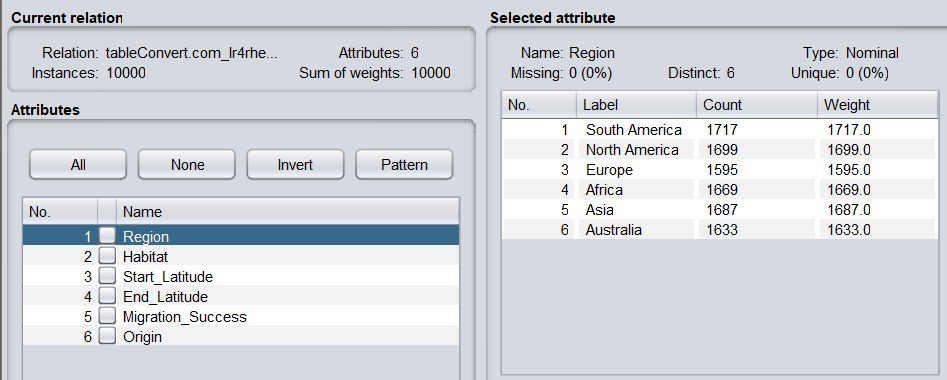 Current relation
Relation: tableConvert.com_lr4rhe... Attributes: 6
Instances: 10000 Sum of weights: 10000
Attributes
All None Invert Pattern
No. Name
1 Region
2 Habitat
3 Start_Latitude
4 End_Latitude
5 Migration_Success
6 Origin
Selected attribute
Name: Region Type: Nominal
Missing: 0 (0%) Distinct: 6 Unique: 0 (0%)
No. Label Count Weight
1 South America 1717 1717.0
2 North America 1699 1699.0
3 Europe 1595 1595.0
4 Africa 1669 1669.0
5 Asia 1687 1687.0
6 Australia 1633 1633.0